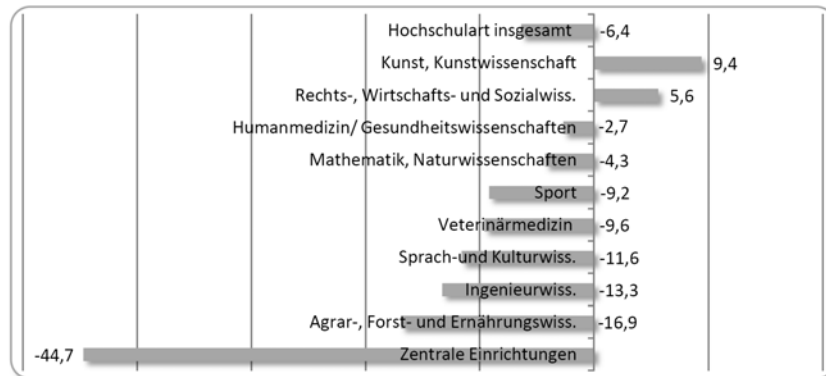 Hochschulart insgesamt -6,4
Kunst, Kunstwissenschaft 9,4
Rechts-, Wirtschafts- und Sozialwiss. 5,6
Humanmedizin/ Gesundheitswissenschaften -2,7
Mathematik, Naturwissenschaften -4,3
Sport -9,2
Veterinärmedizin -9,6
Sprach-und Kulturwiss. -11,6
Ingenieurwiss. -13,3
Agrar-, Forst- und Ernährungswiss. -16,9
-44,7 Zentrale Einrichtungen